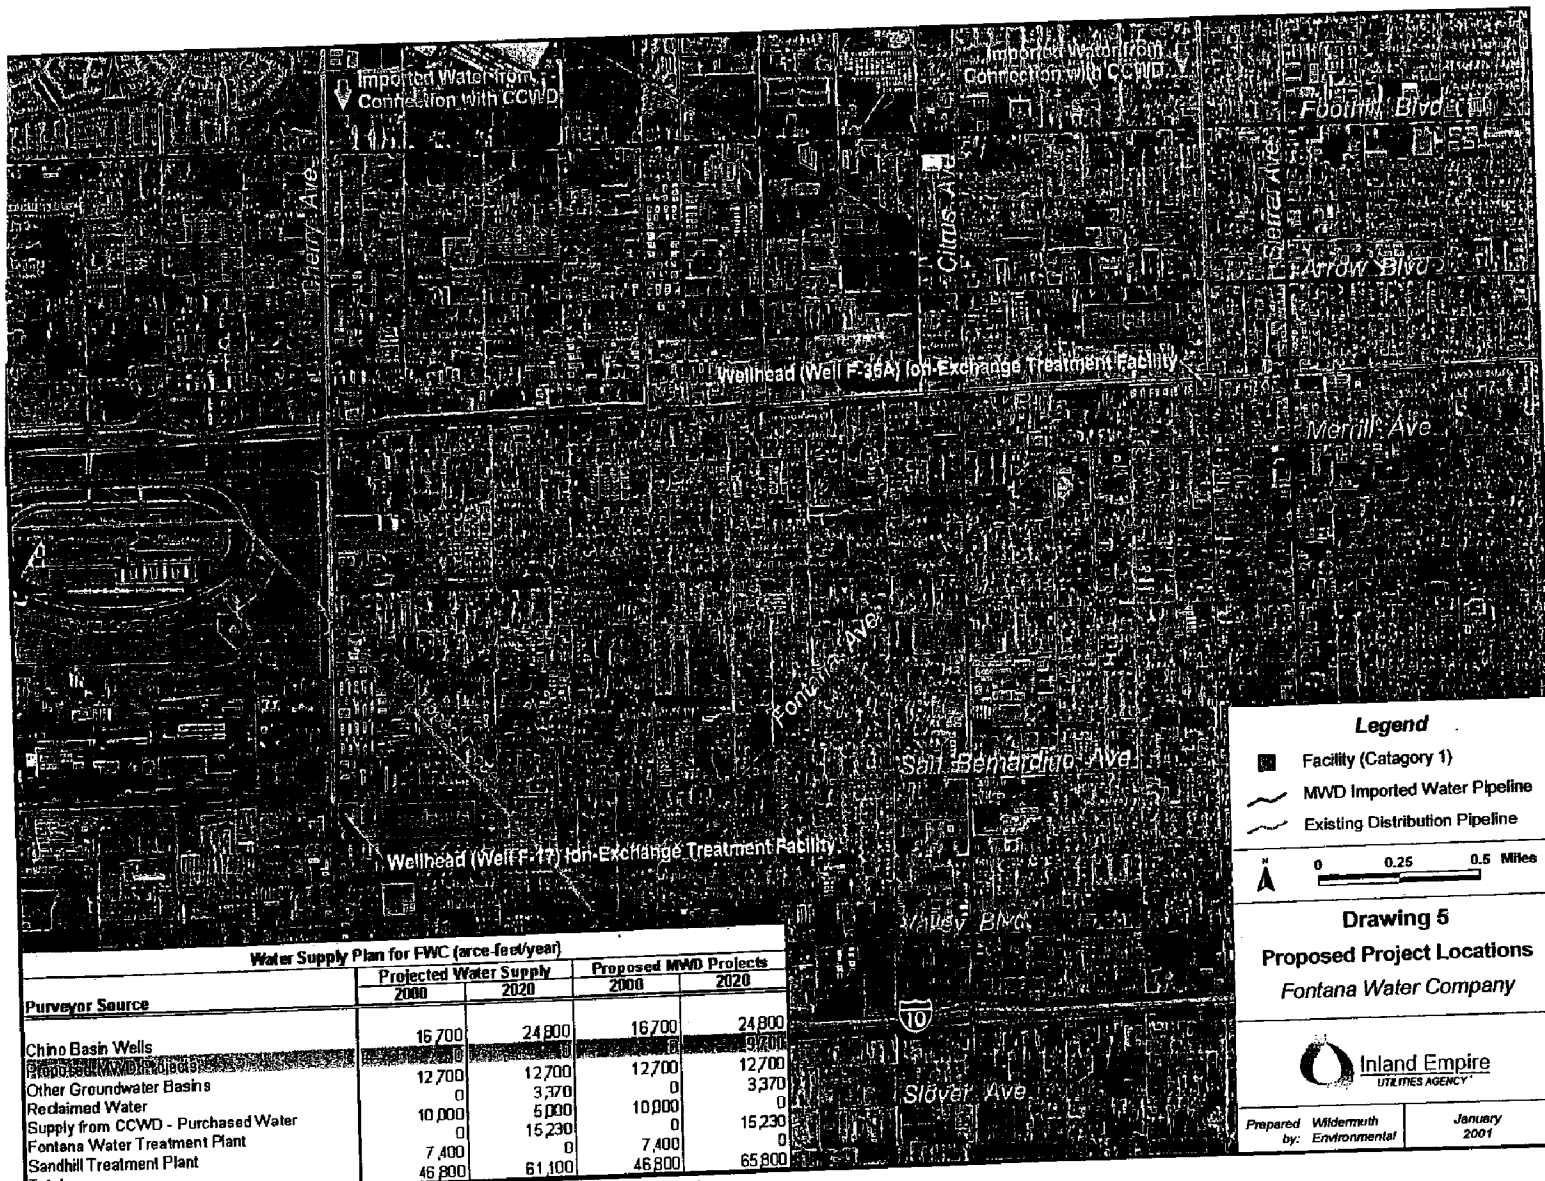 Imported Water from
Connection with CCWD
Imported Water from
Connection with CCWD
Foothill Blvd
Cherry Ave
Citrus Ave
Sierra Ave
Arrow Blvd
Wellhead (Well F-35A) Ion-Exchange Treatment Facility
Merrill Ave
Fontana Ave
San Bernardino Ave
Wellhead (Well F-17) Ion-Exchange Treatment Facility
Valley Blvd
10
Slover Ave
Legend
Facility (Catagory 1)
MWD Imported Water Pipeline
Existing Distribution Pipeline
N
0 0.25 0.5 Miles
Drawing 5
Proposed Project Locations
Fontana Water Company
Inland Empire
UTILITIES AGENCY
Prepared by: Wildermuth Environmental
January 2001
Water Supply Plan for FWC (arce-feet/year)
Projected Water Supply Proposed MWD Projects
Purveyor Source 2000 2020 2000 2020
Chino Basin Wells 16,700 24,800 16,700 24,800
Proposed MWD Projects 0 0 0 9,700
Other Groundwater Basins 12,700 12,700 12,700 12,700
Reclaimed Water 0 3,370 0 3,370
Supply from CCWD - Purchased Water 10,000 5,000 10,000 0
Fontana Water Treatment Plant 0 15,230 0 15,230
Sandhill Treatment Plant 7,400 0 7,400 0
46,800 61,100 46,800 65,800